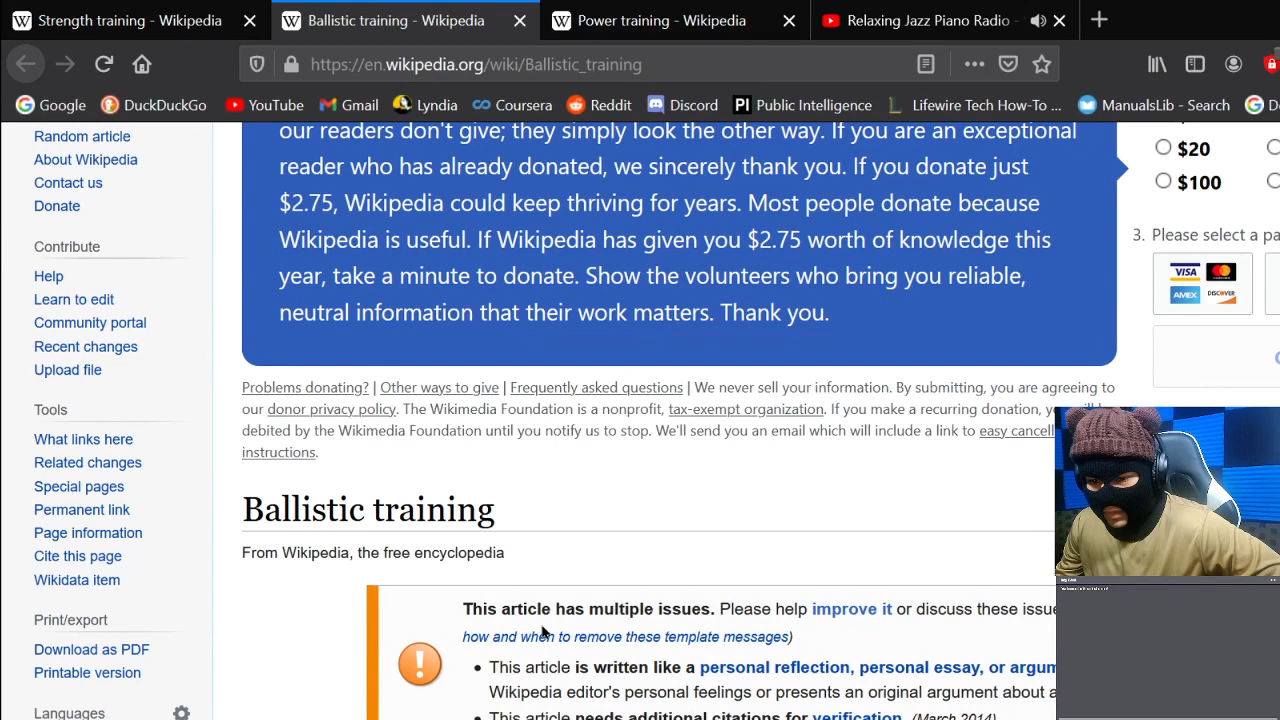 Strength training - Wikipedia
Ballistic training - Wikipedia
Power training - Wikipedia
Relaxing Jazz Piano Radio -
https://en.wikipedia.org/wiki/Ballistic_training
Google
DuckDuckGo
YouTube
Gmail
Lyndia
Coursera
Reddit
Discord
Public Intelligence
Lifewire Tech How-To ...
ManualsLib - Search
Random article
About Wikipedia
Contact us
Donate
Contribute
Help
Learn to edit
Community portal
Recent changes
Upload file
Tools
What links here
Related changes
Special pages
Permanent link
Page information
Cite this page
Wikidata item
Print/export
Download as PDF
Printable version
Languages
our readers don't give; they simply look the other way. If you are an exceptional
reader who has already donated, we sincerely thank you. If you donate just
$2.75, Wikipedia could keep thriving for years. Most people donate because
Wikipedia is useful. If Wikipedia has given you $2.75 worth of knowledge this
year, take a minute to donate. Show the volunteers who bring you reliable,
neutral information that their work matters. Thank you.
$20
$100
3. Please select a pa
VISA
AMEX DISCOVER
Problems donating? | Other ways to give | Frequently asked questions | We never sell your information. By submitting, you are agreeing to
our donor privacy policy. The Wikimedia Foundation is a nonprofit, tax-exempt organization. If you make a recurring donation,
debited by the Wikimedia Foundation until you notify us to stop. We'll send you an email which will include a link to easy cancell
instructions.
Ballistic training
From Wikipedia, the free encyclopedia
This article has multiple issues. Please help improve it or discuss these issue
how and when to remove these template messages)
• This article is written like a personal reflection, personal essay, or argum
Wikipedia editor's personal feelings or presents an original argument about a
• This article needs additional citations for verification. (March 2014)